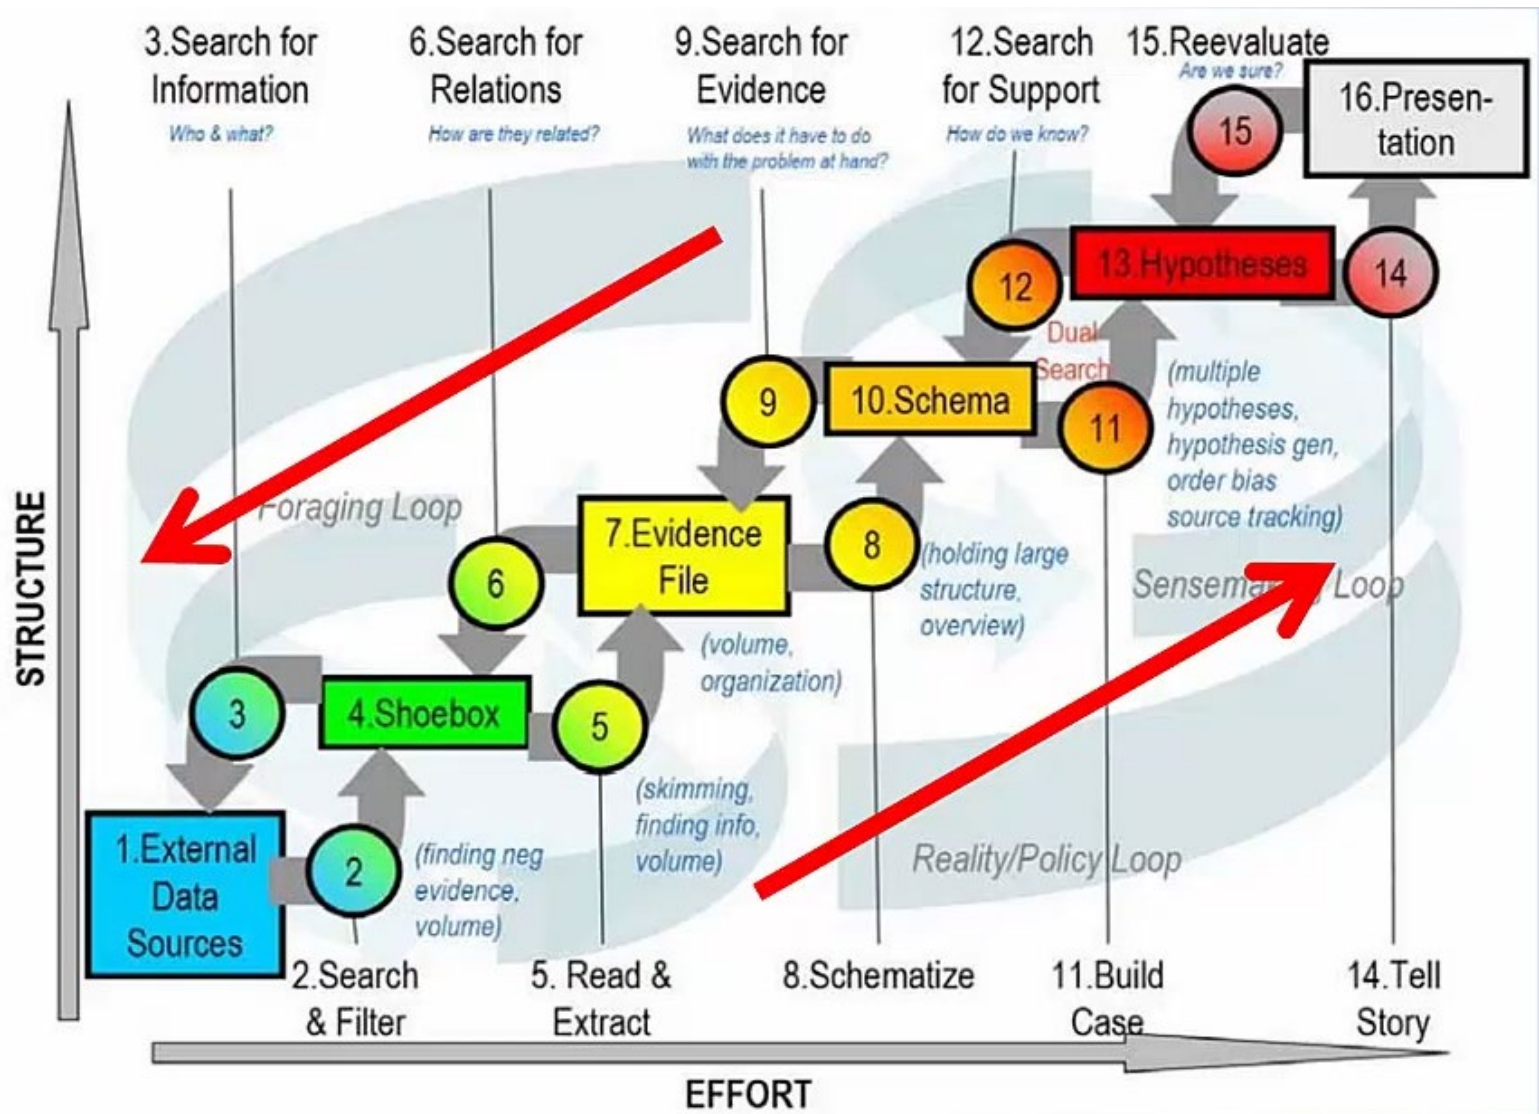 3.Search for
Information
Who & what?
6.Search for
Relations
How are they related?
9.Search for
Evidence
What does it have to do
with the problem at hand?
12.Search
for Support
How do we know?
15.Reevaluate
Are we sure?
15
16.Presen-
tation
12
13.Hypotheses
14
Dual
Search
9
10.Schema
11
(multiple
hypotheses,
hypothesis gen,
order bias
source tracking)
Foraging Loop
6
7.Evidence
File
8
(holding large
structure,
overview)
Sensemaking Loop
(volume,
organization)
3
4.Shoebox
5
(skimming,
finding info,
volume)
1.External
Data
Sources
2
(finding neg
evidence,
volume)
Reality/Policy Loop
2.Search
& Filter
5. Read &
Extract
8.Schematize
11.Build
Case
14.Tell
Story
STRUCTURE
EFFORT